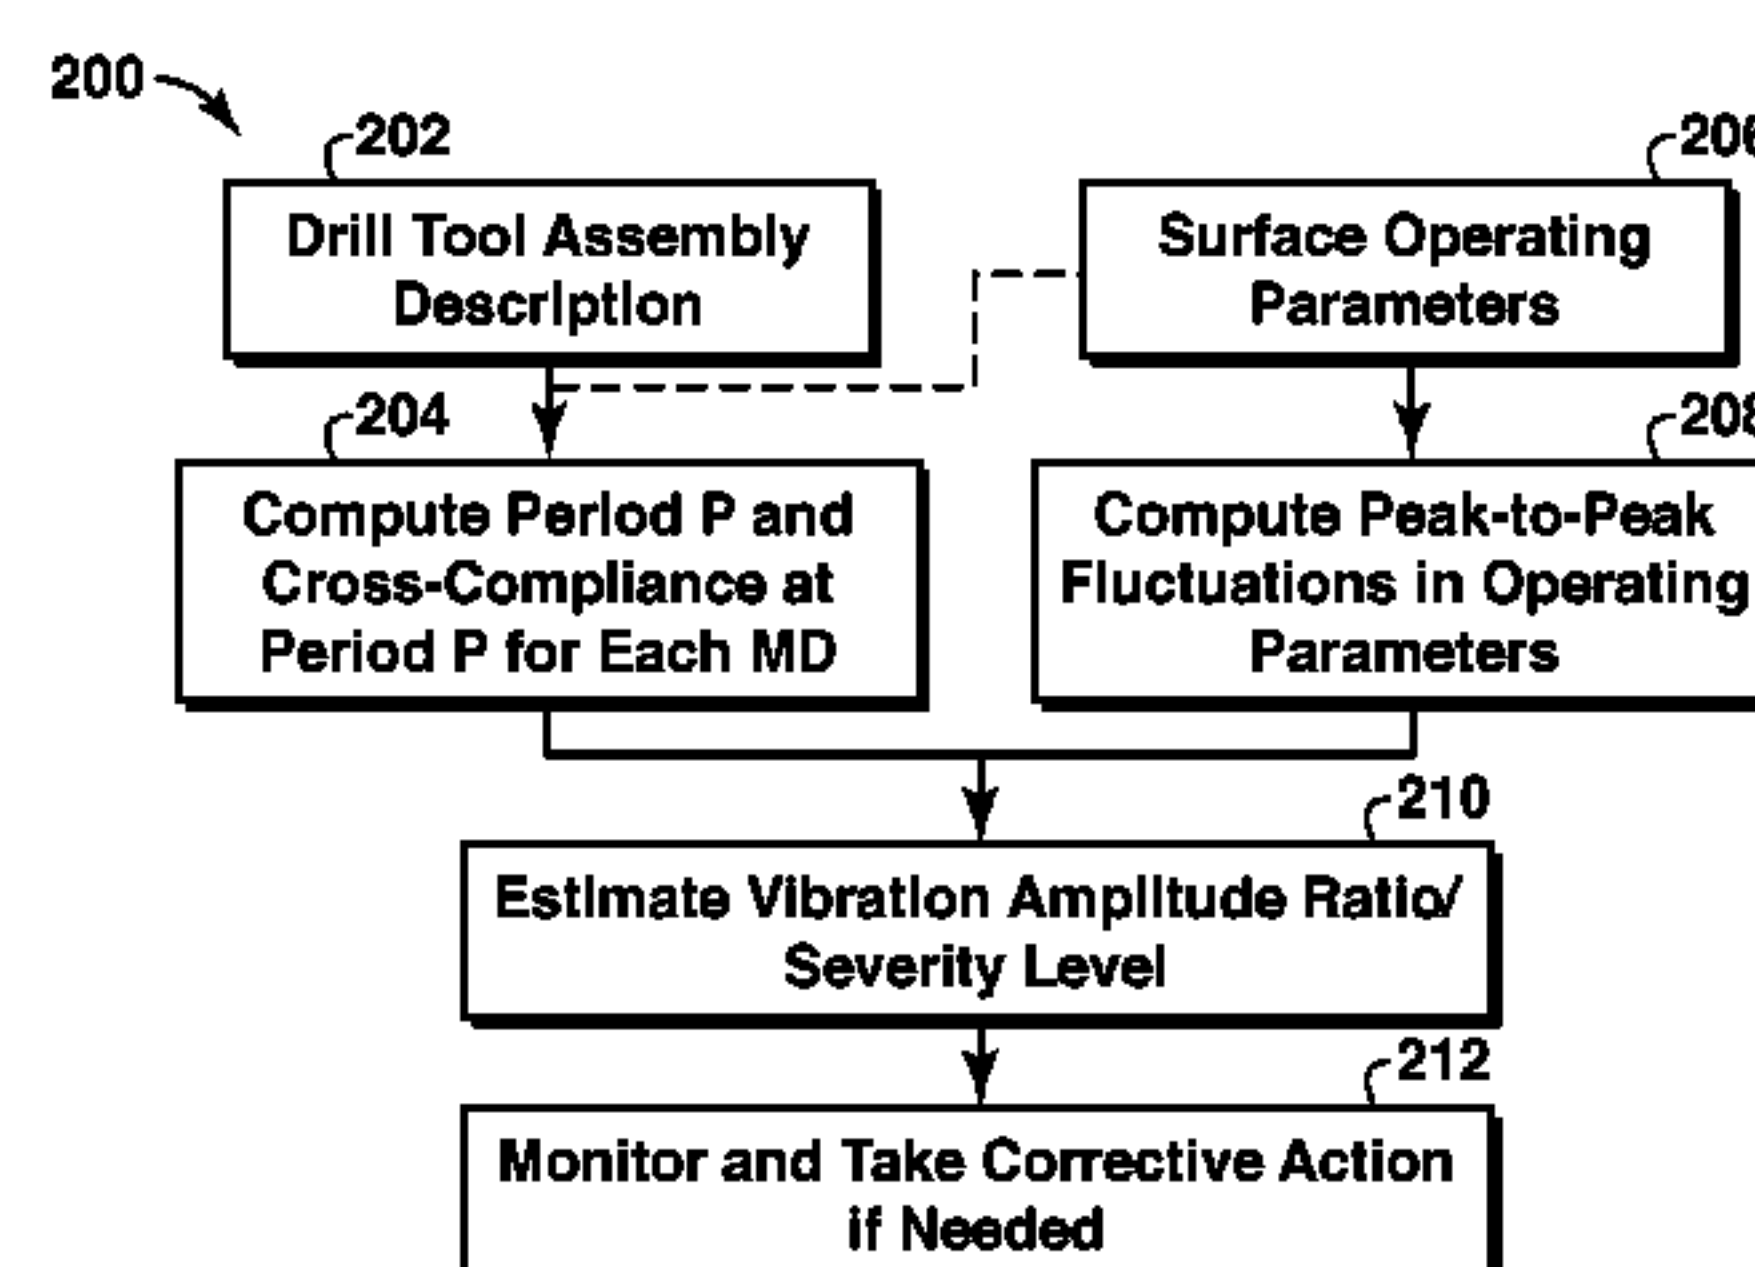 200
202
Drill Tool Assembly
Description
206
Surface Operating
Parameters
204
Compute Period P and
Cross-Compliance at
Period P for Each MD
208
Compute Peak-to-Peak
Fluctuations in Operating
Parameters
210
Estimate Vibration Amplitude Ratio/
Severity Level
212
Monitor and Take Corrective Action
if Needed